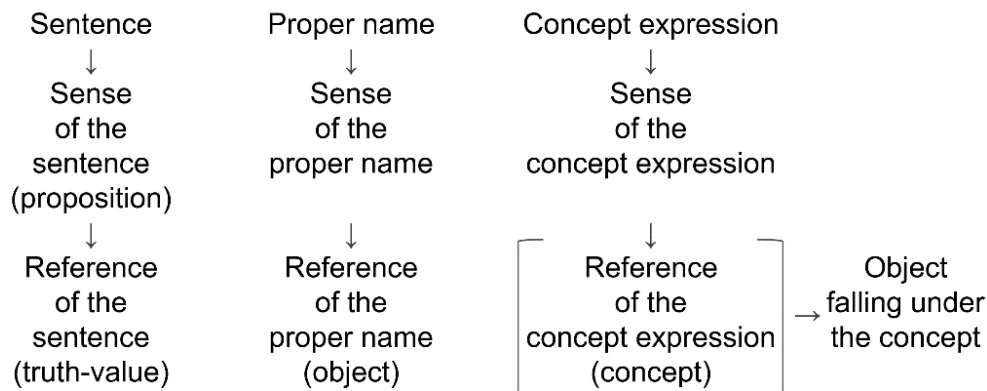 Sentence
↓
Sense
of the
sentence
(proposition)
↓
Reference
of the
sentence
(truth-value)
Proper name
↓
Sense
of the
proper name
↓
Reference
of the
proper name
(object)
Concept expression
↓
Sense
of the
concept expression
↓
Reference
of the
concept expression
(concept)
→
Object
falling under
the concept